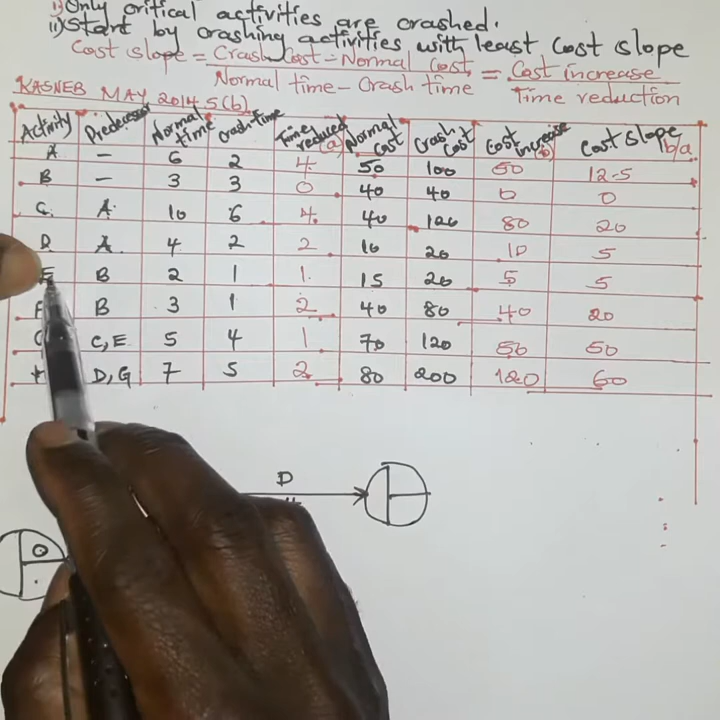 i) Only critical activities are crashed.
ii) Start by crashing activities with least cost slope
Cost slope = Crash Cost - Normal Cost / Normal time - Crash time = Cost increase / Time reduction
KASNEB MAY 2014 5(b)
Activity Predecessor Normal time Crash time Time reduced (a) Normal cost Crash cost Cost increase (b) Cost slope b/a
A - 6 2 4 50 100 50 12.5
B - 3 3 0 40 40 0 0
C A 10 6 4 40 120 80 20
D A 4 2 2 10 20 10 5
E B 2 1 1 15 20 5 5
F B 3 1 2 40 80 40 20
C,E 5 4 1 70 120 50 50
H D,G 7 5 2 80 200 120 60
D
0